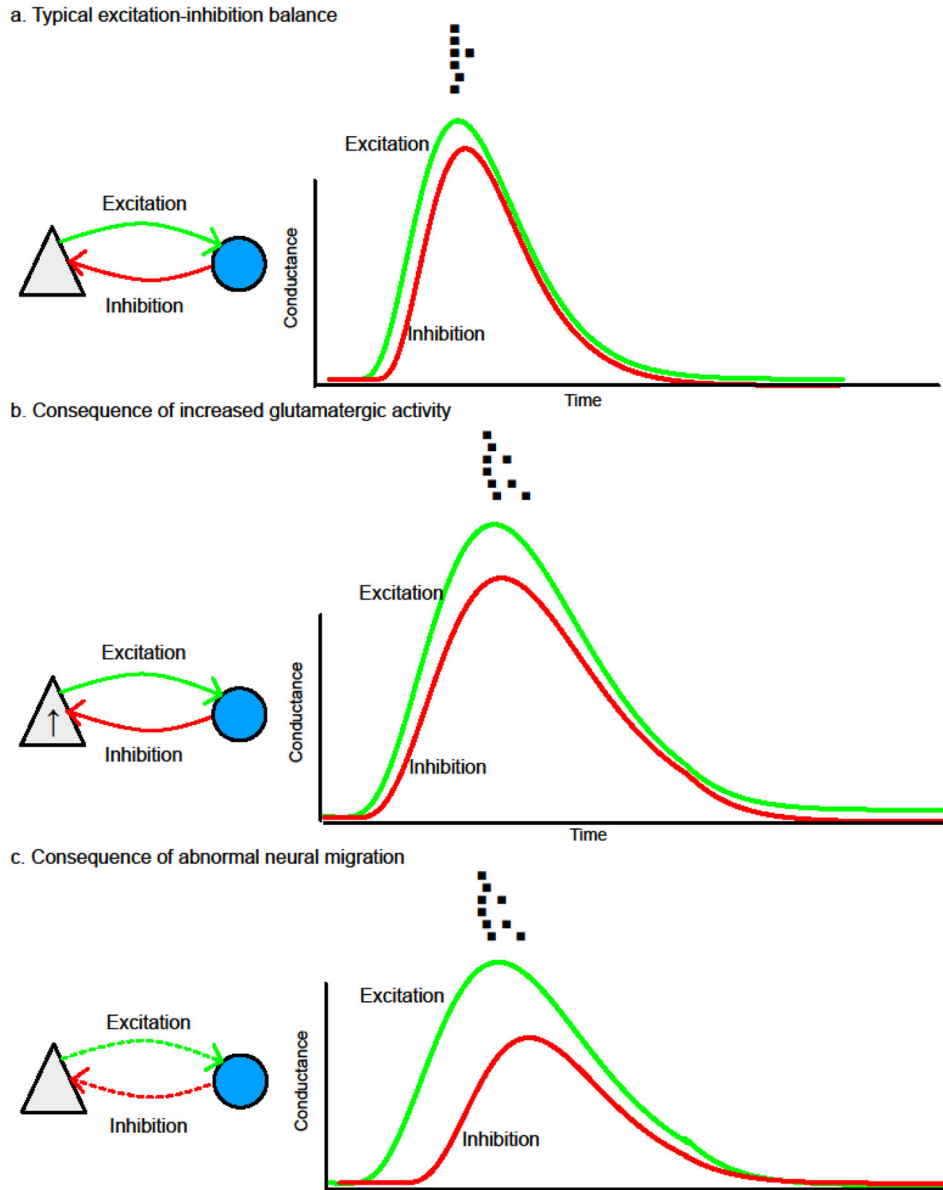 a. Typical excitation-inhibition balance
Excitation
Excitation
Inhibition
Conductance
Inhibition
Time
b. Consequence of increased glutamatergic activity
Excitation
Excitation
↑
Inhibition
Conductance
Inhibition
Time
c. Consequence of abnormal neural migration
Excitation
Excitation
Inhibition
Conductance
Inhibition